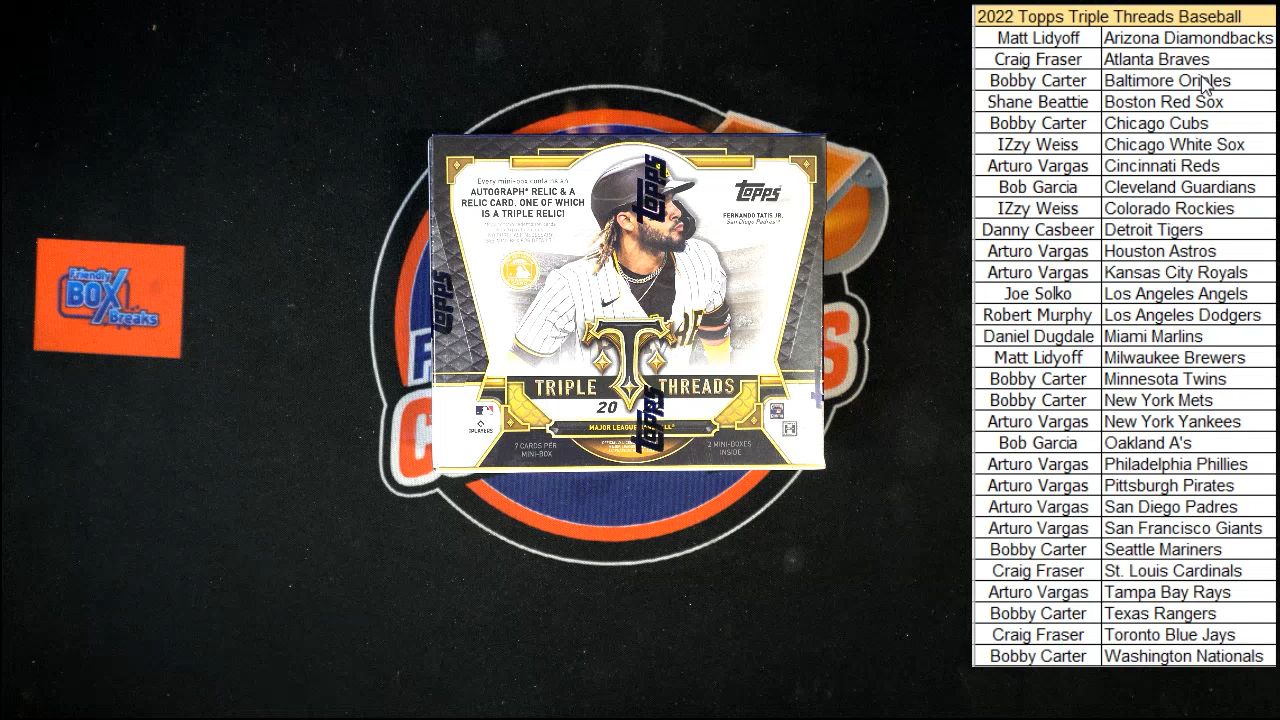 Friendly
BOX
Breaks
Every mini-box contains an
AUTOGRAPH* RELIC & A
RELIC CARD, ONE OF WHICH
IS A TRIPLE RELIC!
TOPPS
FERNANDO TATIS JR.
San Diego Padres™
TOPPS
TOPPS
TOPPS
T
TRIPLE THREADS
20
MAJOR LEAGUE
PLAYERS
7 CARDS PER
MINI-BOX
2 MINI-BOXES
INSIDE
2022 Topps Triple Threads Baseball
Matt Lidyoff Arizona Diamondbacks
Craig Fraser Atlanta Braves
Bobby Carter Baltimore Orioles
Shane Beattie Boston Red Sox
Bobby Carter Chicago Cubs
IZzy Weiss Chicago White Sox
Arturo Vargas Cincinnati Reds
Bob Garcia Cleveland Guardians
IZzy Weiss Colorado Rockies
Danny Casbeer Detroit Tigers
Arturo Vargas Houston Astros
Arturo Vargas Kansas City Royals
Joe Solko Los Angeles Angels
Robert Murphy Los Angeles Dodgers
Daniel Dugdale Miami Marlins
Matt Lidyoff Milwaukee Brewers
Bobby Carter Minnesota Twins
Bobby Carter New York Mets
Arturo Vargas New York Yankees
Bob Garcia Oakland A's
Arturo Vargas Philadelphia Phillies
Arturo Vargas Pittsburgh Pirates
Arturo Vargas San Diego Padres
Arturo Vargas San Francisco Giants
Bobby Carter Seattle Mariners
Craig Fraser St. Louis Cardinals
Arturo Vargas Tampa Bay Rays
Bobby Carter Texas Rangers
Craig Fraser Toronto Blue Jays
Bobby Carter Washington Nationals